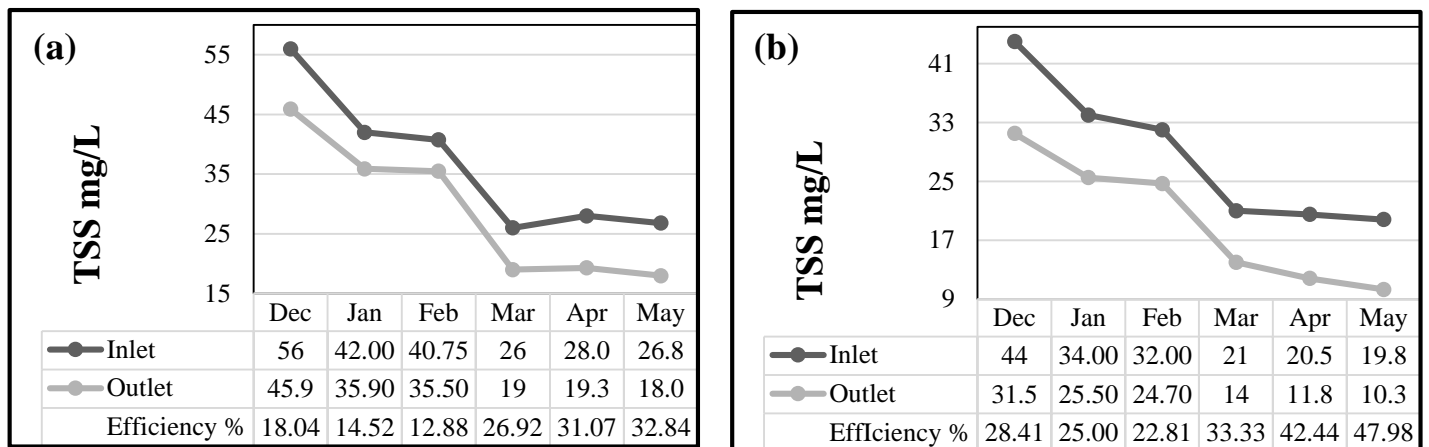 (a)
TSS mg/L
55
45
35
25
15
Dec Jan Feb Mar Apr May
Inlet 56 42.00 40.75 26 28.0 26.8
Outlet 45.9 35.90 35.50 19 19.3 18.0
Efficiency % 18.04 14.52 12.88 26.92 31.07 32.84
(b)
TSS mg/L
41
33
25
17
9
Dec Jan Feb Mar Apr May
Inlet 44 34.00 32.00 21 20.5 19.8
Outlet 31.5 25.50 24.70 14 11.8 10.3
EffIciency % 28.41 25.00 22.81 33.33 42.44 47.98